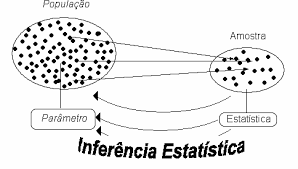 População
Amostra
Parâmetro
Estatística
Inferência Estatística